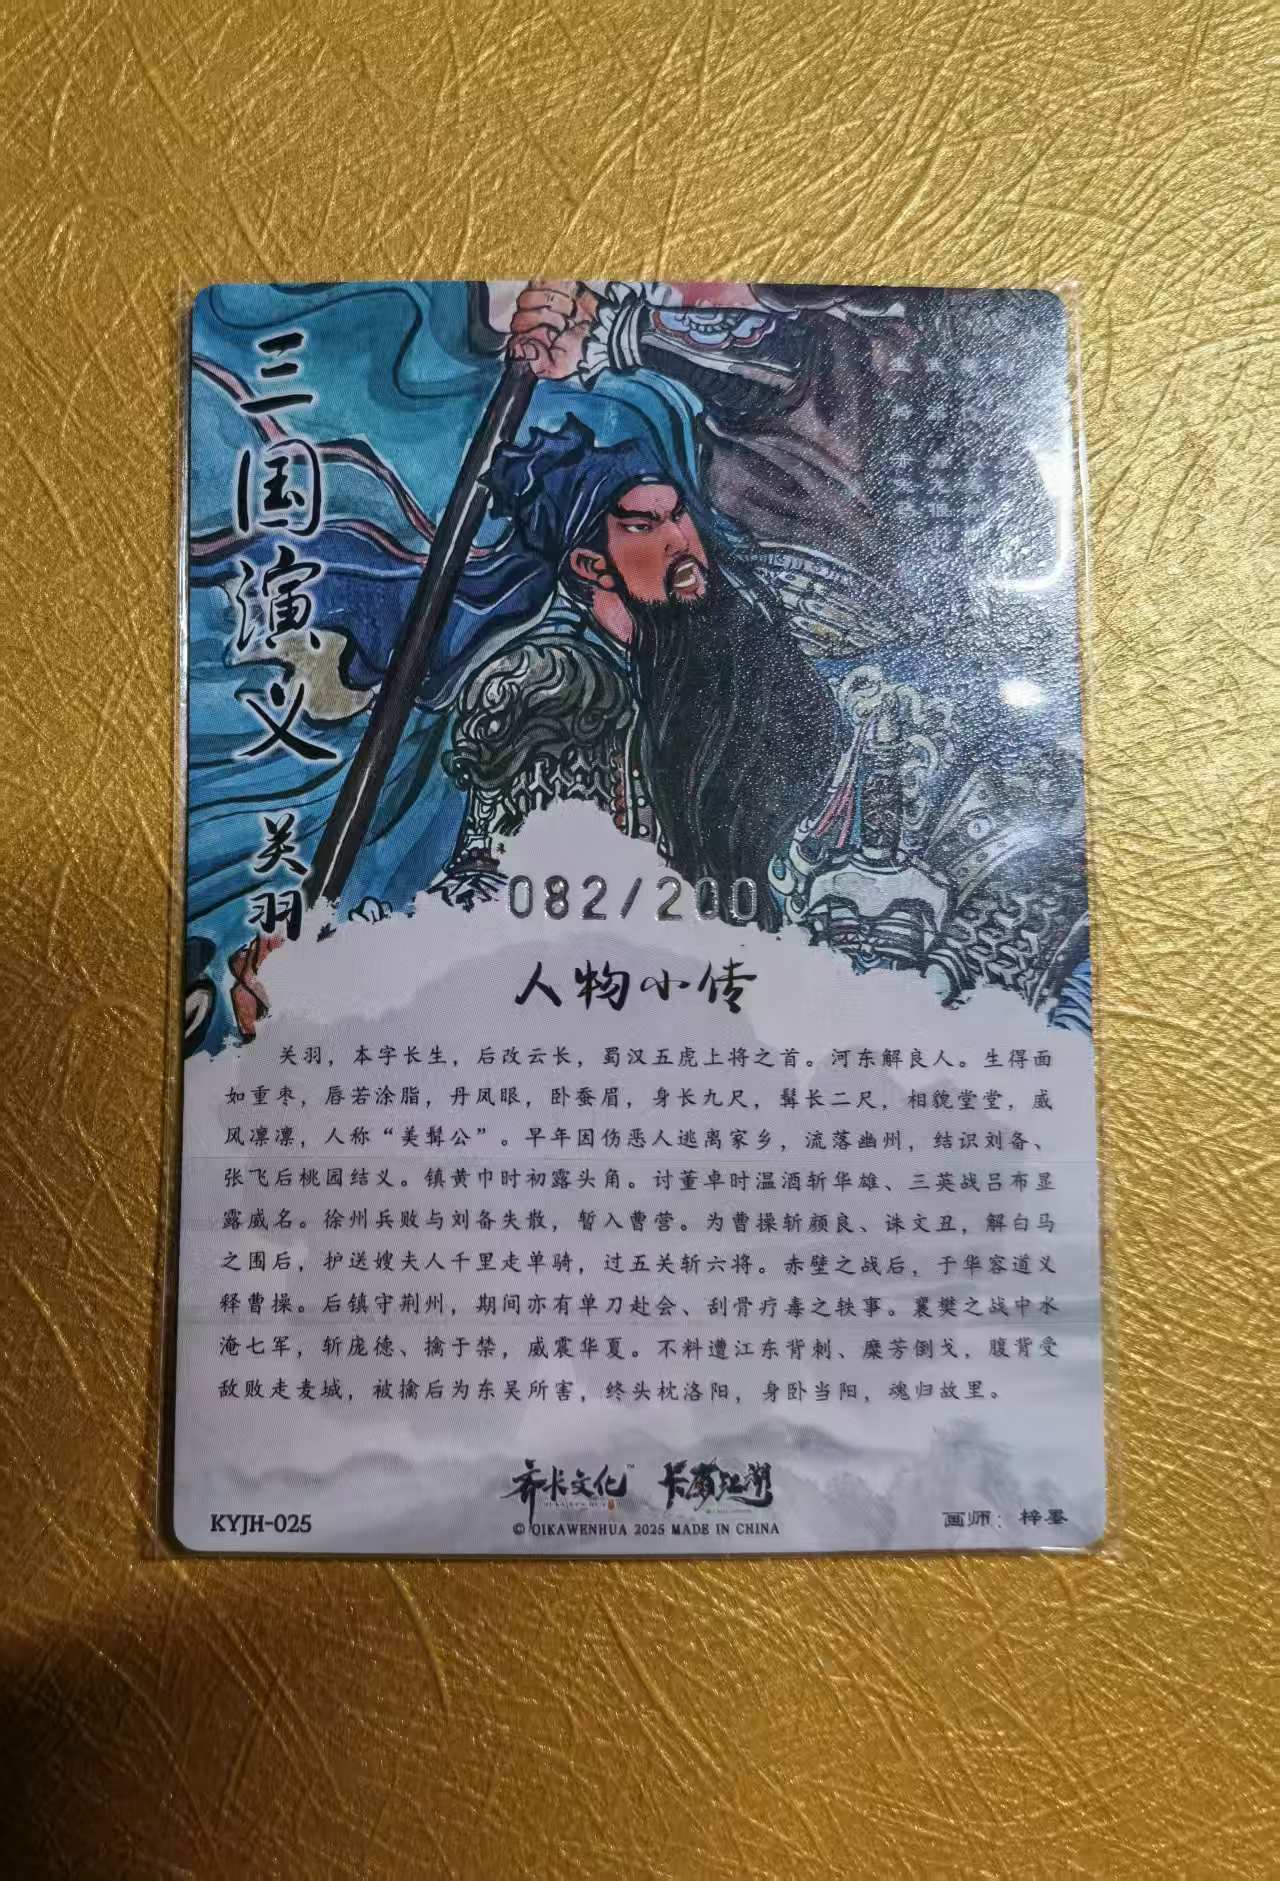 三国演义
关羽
082/200
人物小传
关羽，本字长生，后改云长，蜀汉五虎上将之首。河东解良人。生得面
如重枣，唇若涂脂，丹凤眼，卧蚕眉，身长九尺，髯长二尺，相貌堂堂，威
风凛凛，人称“美髯公”。早年因伤恶人逃离家乡，流落幽州，结识刘备、
张飞后桃园结义。镇黄巾时初露头角。讨董卓时温酒斩华雄、三英战吕布显
露威名。徐州兵败与刘备失散，暂入曹营。为曹操斩颜良、诛文丑，解白马
之围后，护送嫂夫人千里走单骑，过五关斩六将。赤壁之战后，于华容道义
释曹操。后镇守荆州，期间亦有单刀赴会、刮骨疗毒之轶事。襄樊之战中水
淹七军，斩庞德、擒于禁，威震华夏。不料遭江东背刺、糜芳倒戈，腹背受
敌败走麦城，被擒后为东吴所害，终头枕洛阳，身卧当阳，魂归故里。
齐卡文化™ 卡游江湖
KYJH-025
© QIKAWENHUA 2025 MADE IN CHINA
画师：梓墨